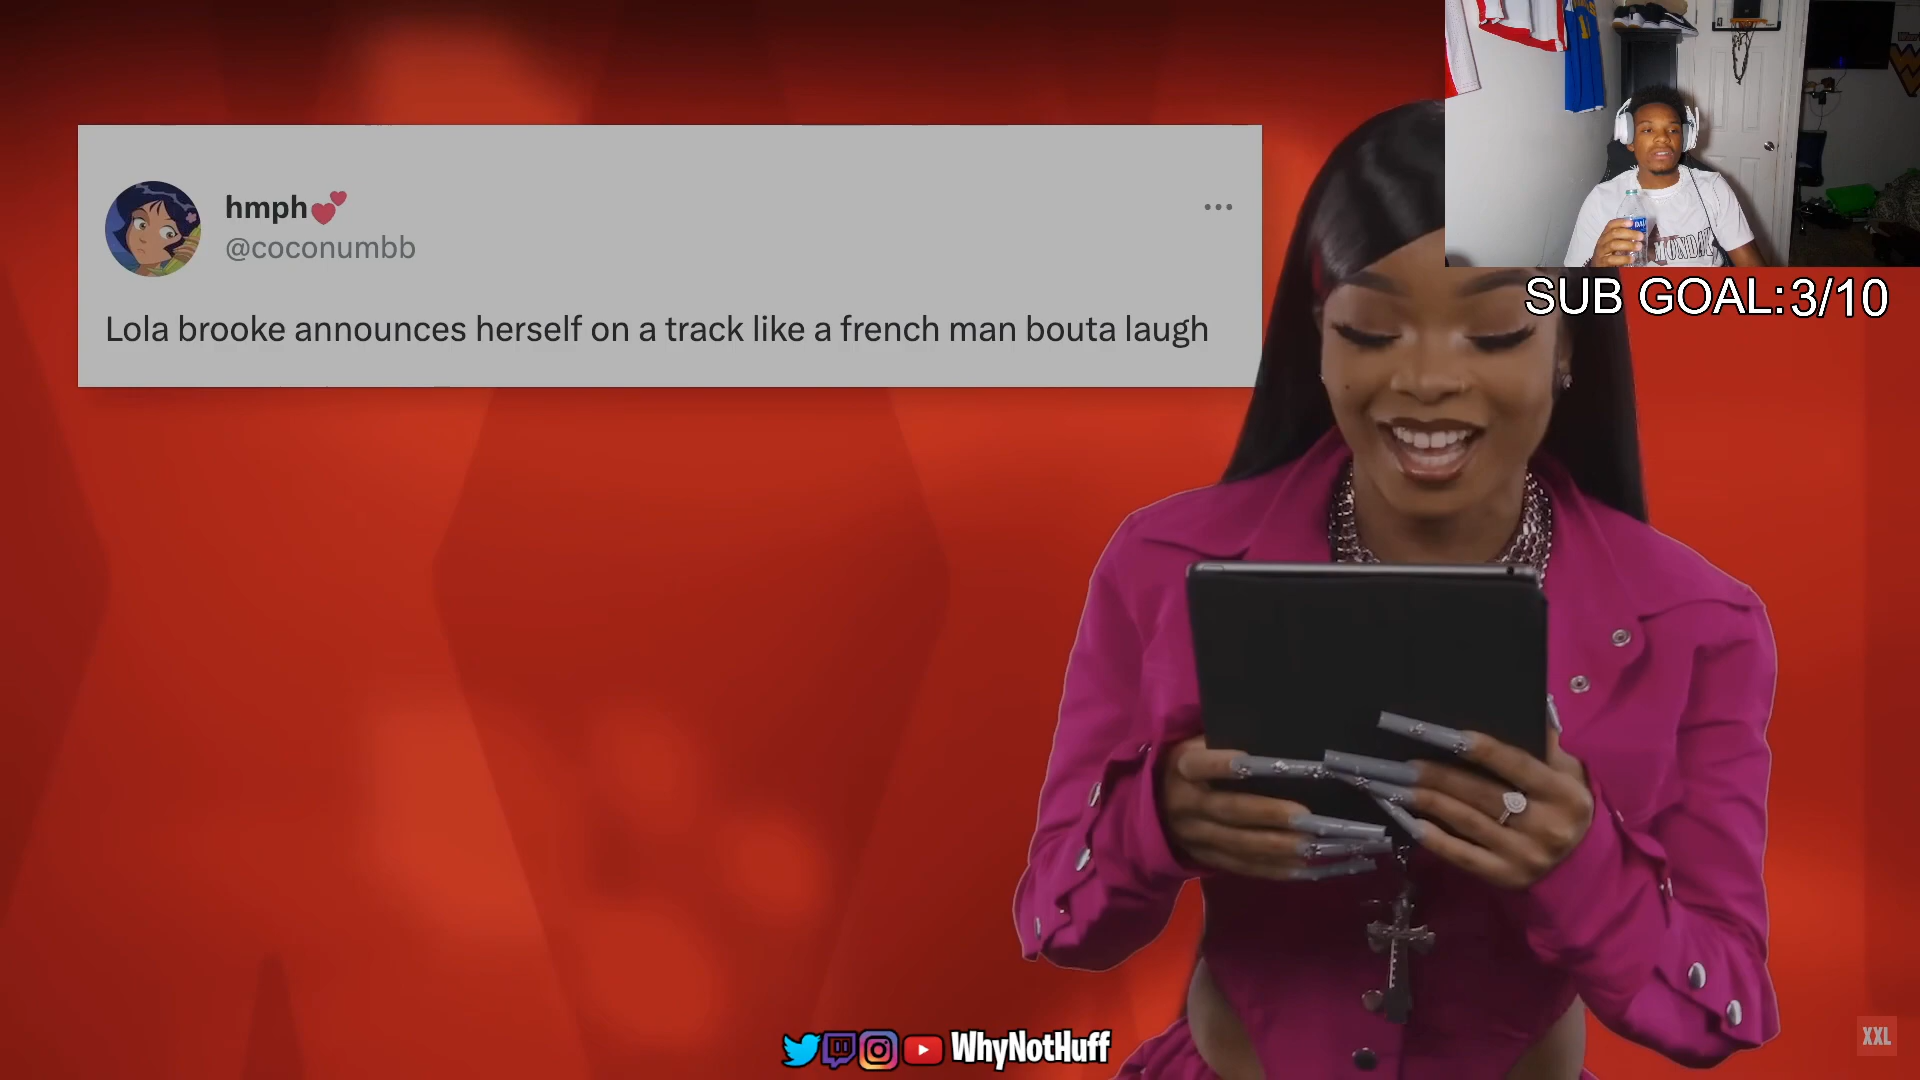 hmph💕
@coconumbb
Lola brooke announces herself on a track like a french man bouta laugh
MONDAY
SUB GOAL: 3/10
WhyNotHuff
XXL